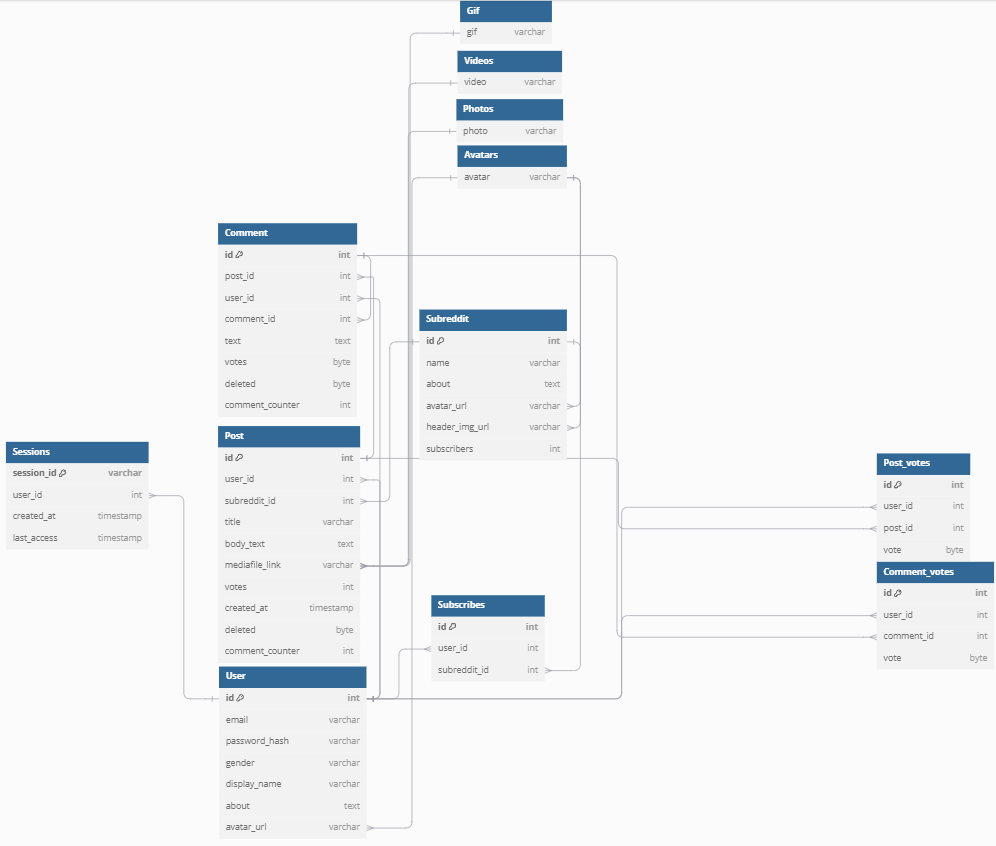 Gif
gif varchar
Videos
video varchar
Photos
photo varchar
Avatars
avatar varchar
Comment
id int
post_id int
user_id int
comment_id int
text text
votes byte
deleted byte
comment_counter int
Subreddit
id int
name varchar
about text
avatar_url varchar
header_img_url varchar
subscribers int
Post
id int
user_id int
subreddit_id int
title varchar
body_text text
mediafile_link varchar
votes int
created_at timestamp
deleted byte
comment_counter int
Sessions
session_id varchar
user_id int
created_at timestamp
last_access timestamp
Post_votes
id int
user_id int
post_id int
vote byte
Comment_votes
id int
user_id int
comment_id int
vote byte
Subscribes
id int
user_id int
subreddit_id int
User
id int
email varchar
password_hash varchar
gender varchar
display_name varchar
about text
avatar_url varchar